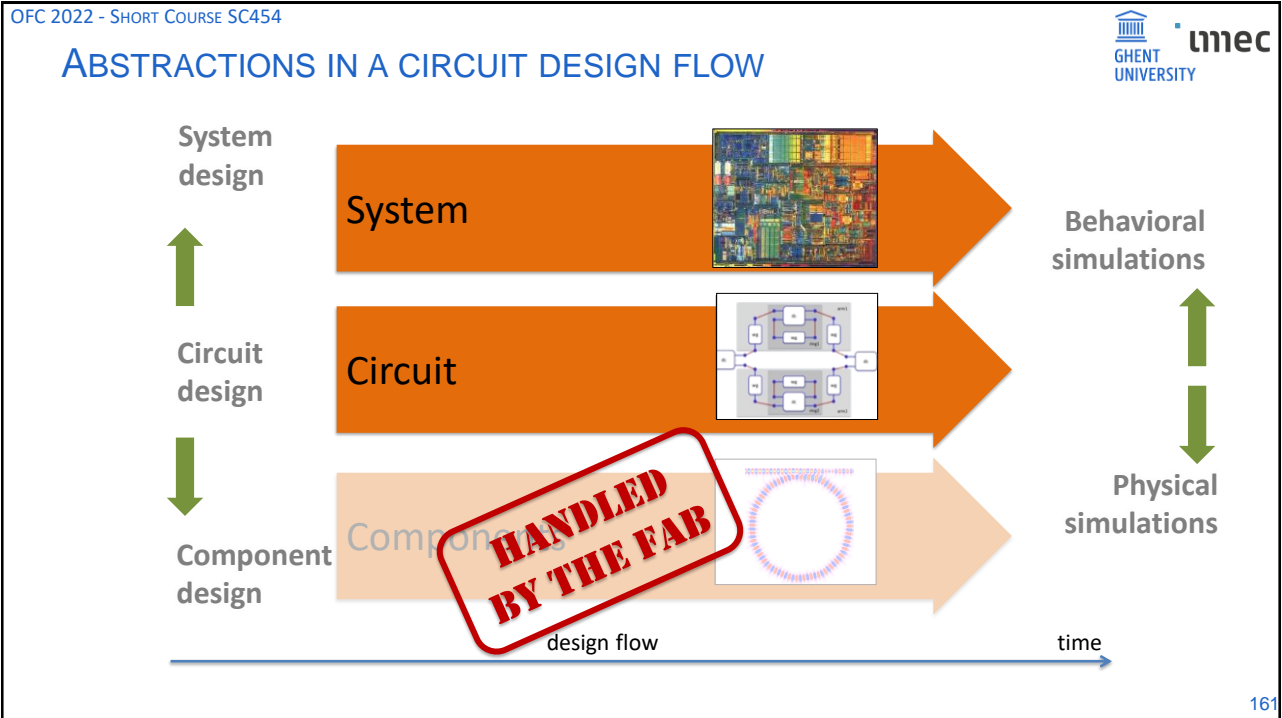 OFC 2022 - SHORT COURSE SC454
GHENT
UNIVERSITY
imec
ABSTRACTIONS IN A CIRCUIT DESIGN FLOW
System
design
System
Behavioral
simulations
Circuit
design
Circuit
Component
design
Components
HANDLED
BY THE FAB
Physical
simulations
design flow
time
161